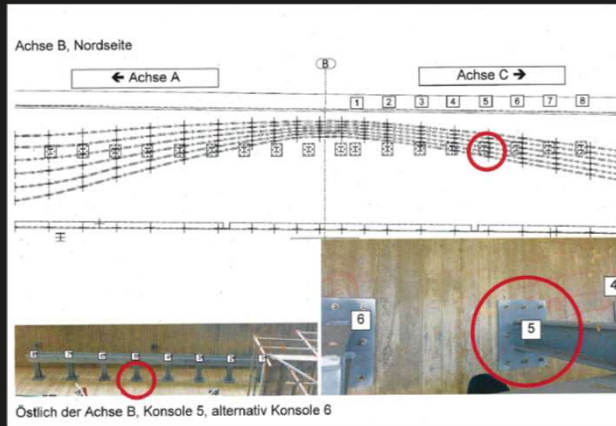 Achse B, Nordseite
← Achse A
B
Achse C →
1 2 3 4 5 6 7 8
4
6
5
Östlich der Achse B, Konsole 5, alternativ Konsole 6